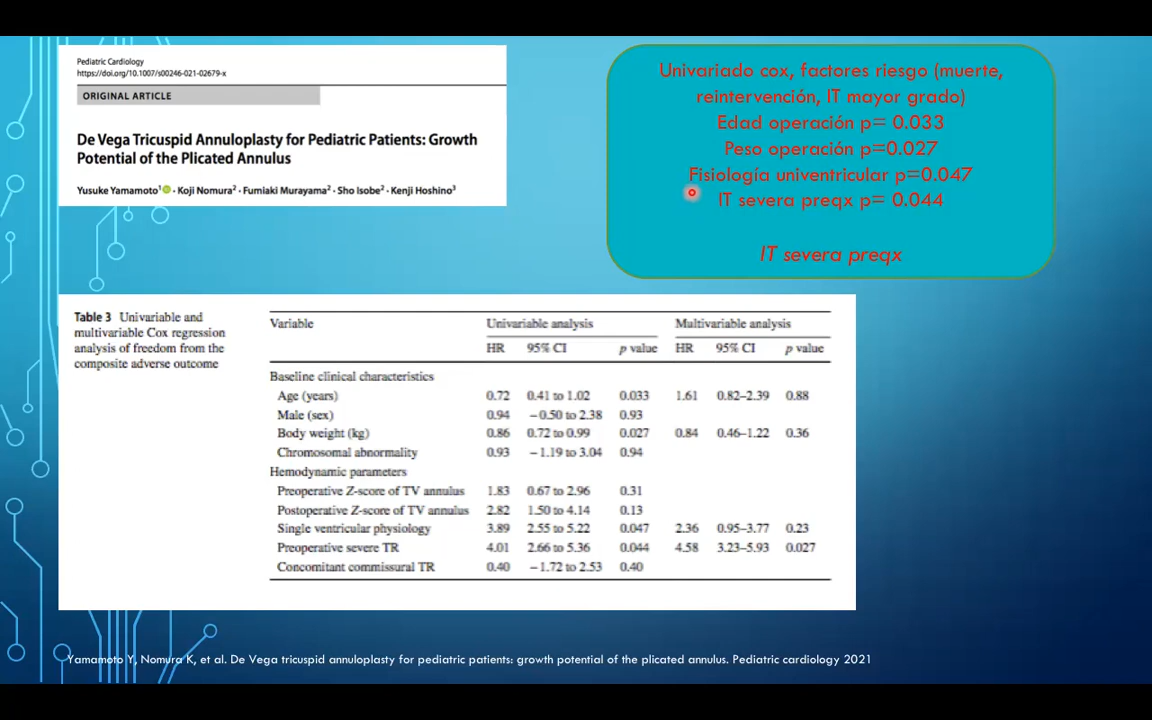 Pediatric Cardiology
https://doi.org/10.1007/s00246-021-02679-x
ORIGINAL ARTICLE
De Vega Tricuspid Annuloplasty for Pediatric Patients: Growth
Potential of the Plicated Annulus
Yusuke Yamamoto¹ · Koji Nomura² · Fumiaki Murayama² · Sho Isobe² · Kenji Hoshino³
Univariado cox, factores riesgo (muerte,
reintervención, IT mayor grado)
Edad operación p= 0.033
Peso operación p=0.027
Fisiología univentricular p=0.047
IT severa preqx p= 0.044
IT severa preqx
Table 3 Univariable and
multivariable Cox regression
analysis of freedom from the
composite adverse outcome
Variable Univariable analysis Multivariable analysis
HR 95% CI p value HR 95% CI p value
Baseline clinical characteristics
Age (years) 0.72 0.41 to 1.02 0.033 1.61 0.82–2.39 0.88
Male (sex) 0.94 −0.50 to 2.38 0.93
Body weight (kg) 0.86 0.72 to 0.99 0.027 0.84 0.46–1.22 0.36
Chromosomal abnormality 0.93 −1.19 to 3.04 0.94
Hemodynamic parameters
Preoperative Z-score of TV annulus 1.83 0.67 to 2.96 0.31
Postoperative Z-score of TV annulus 2.82 1.50 to 4.14 0.13
Single ventricular physiology 3.89 2.55 to 5.22 0.047 2.36 0.95–3.77 0.23
Preoperative severe TR 4.01 2.66 to 5.36 0.044 4.58 3.23–5.93 0.027
Concomitant commissural TR 0.40 −1.72 to 2.53 0.40
Yamamoto Y, Nomura K, et al. De Vega tricuspid annuloplasty for pediatric patients: growth potential of the plicated annulus. Pediatric cardiology 2021